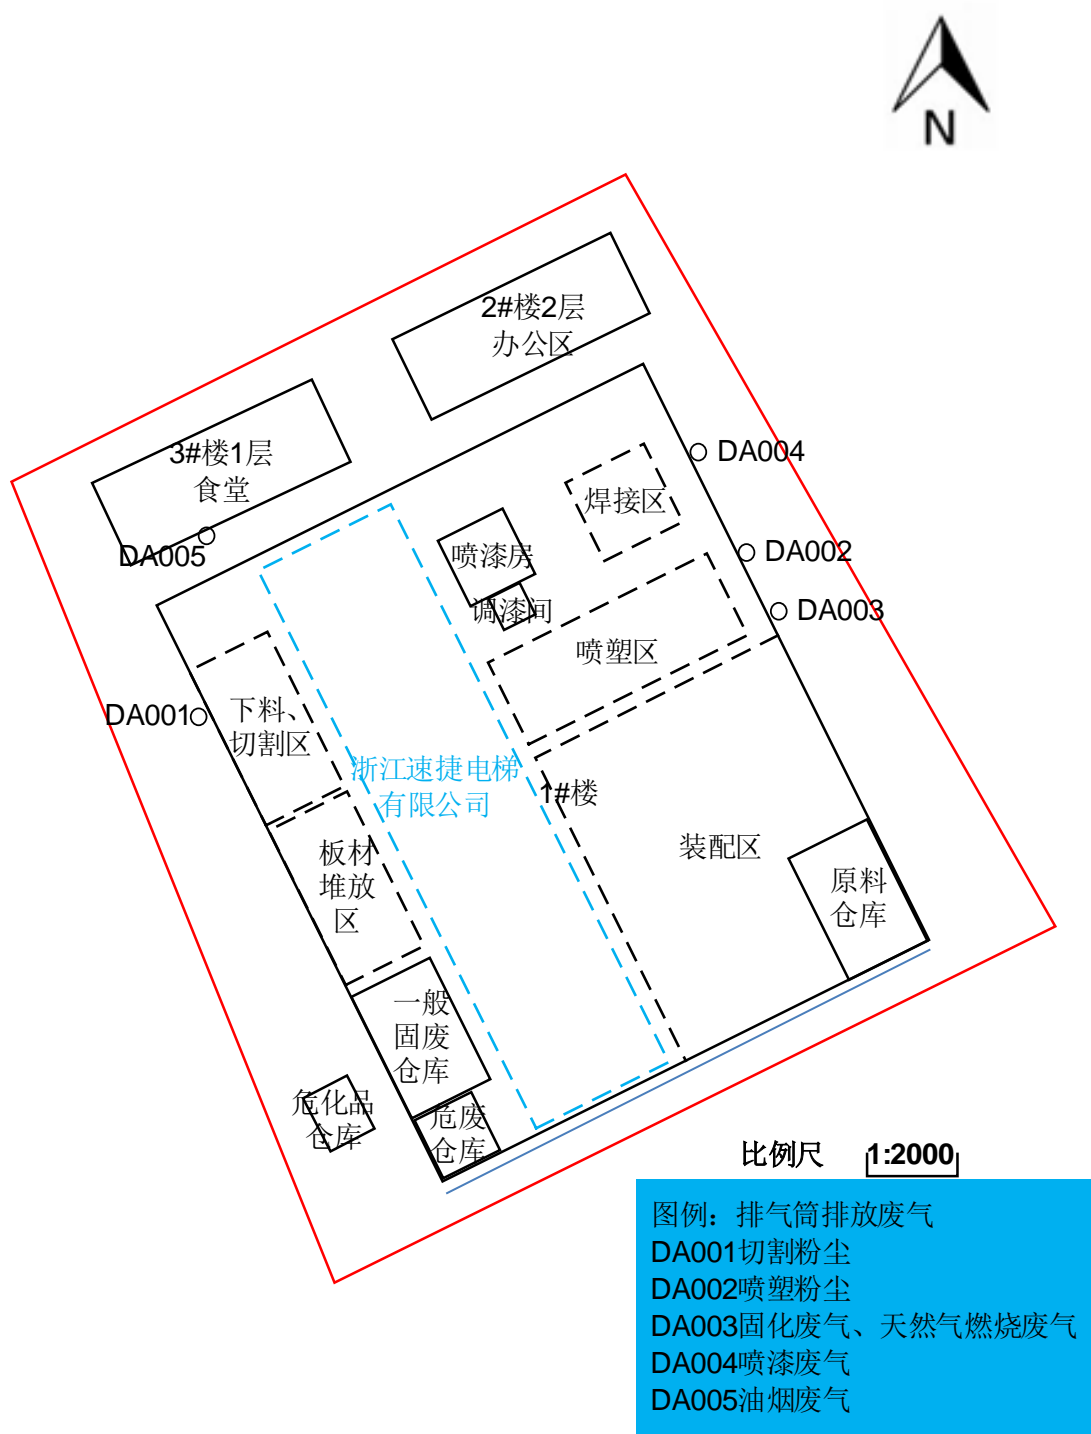 N
2#楼2层
办公区
3#楼1层
食堂
DA004
焊接区
DA005
喷漆房
DA002
调漆间
DA003
喷塑区
DA001
下料、
切割区
浙江速捷电梯
有限公司
1#楼
装配区
板材
堆放
区
原料
仓库
一般
固废
仓库
危化品
仓库
危废
仓库
比例尺 1:2000
图例：排气筒排放废气
DA001切割粉尘
DA002喷塑粉尘
DA003固化废气、天然气燃烧废气
DA004喷漆废气
DA005油烟废气